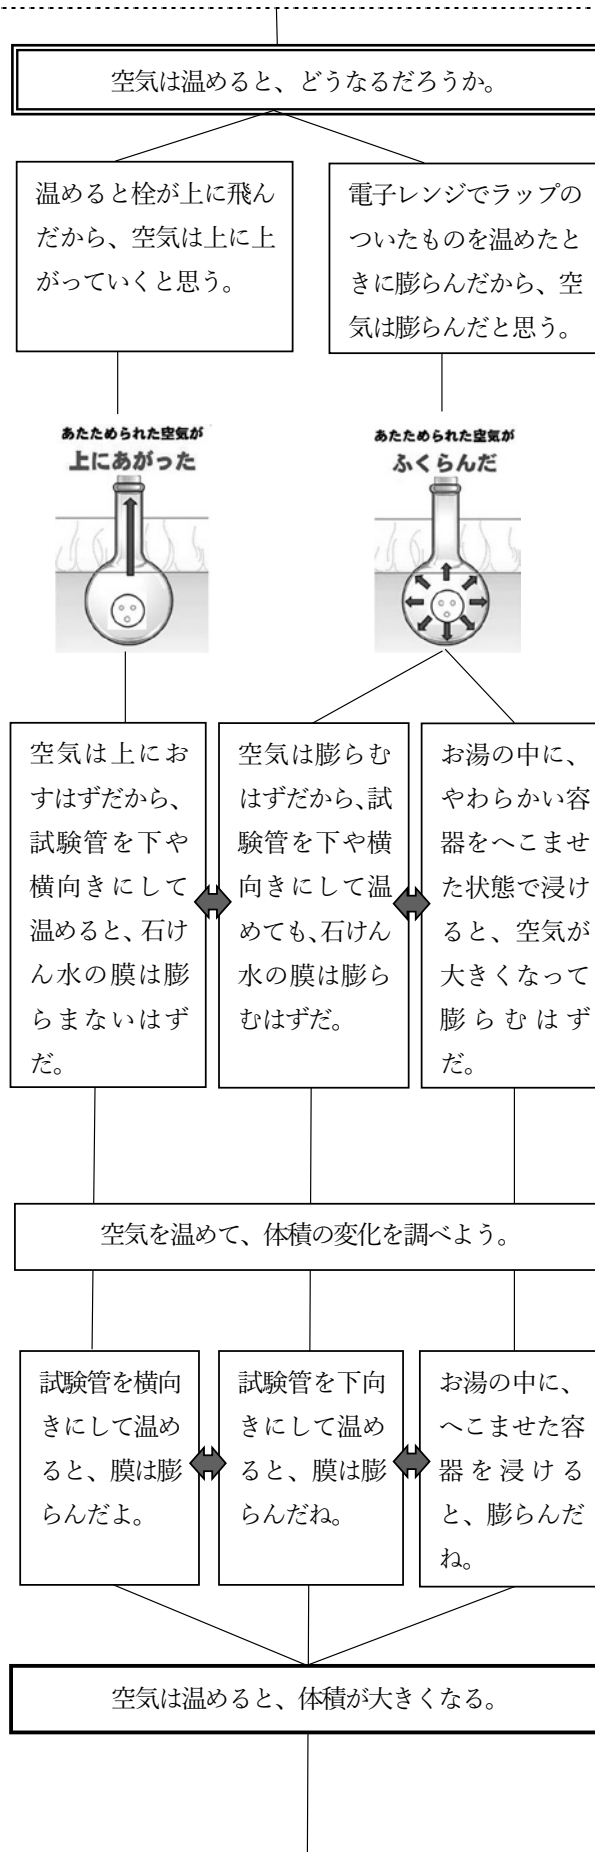 空気は温めると、どうなるだろうか。
温めると栓が上に飛ん
だから、空気は上に上
がっていくと思う。
電子レンジでラップの
ついたものを温めたと
きに膨らんだから、空
気は膨らんだと思う。
あたためられた空気が
上にあがった
あたためられた空気が
ふくらんだ
空気は上にお
すはずだから、
試験管を下や
横向きにして
温めると、石け
ん水の膜は膨
らまないはず
だ。
空気は膨らむ
はずだから、試
験管を下や横
向きにして温
めても、石けん
水の膜は膨ら
むはずだ。
お湯の中に、
やわらかい容
器をへこませ
た状態で浸け
ると、空気が
大きくなって
膨らむはず
だ。
空気を温めて、体積の変化を調べよう。
試験管を横向
きにして温め
ると、膜は膨
らんだよ。
試験管を下向
きにして温め
ると、膜は膨
らんだね。
お湯の中に、
へこませた容
器を浸ける
と、膨らんだ
ね。
空気は温めると、体積が大きくなる。